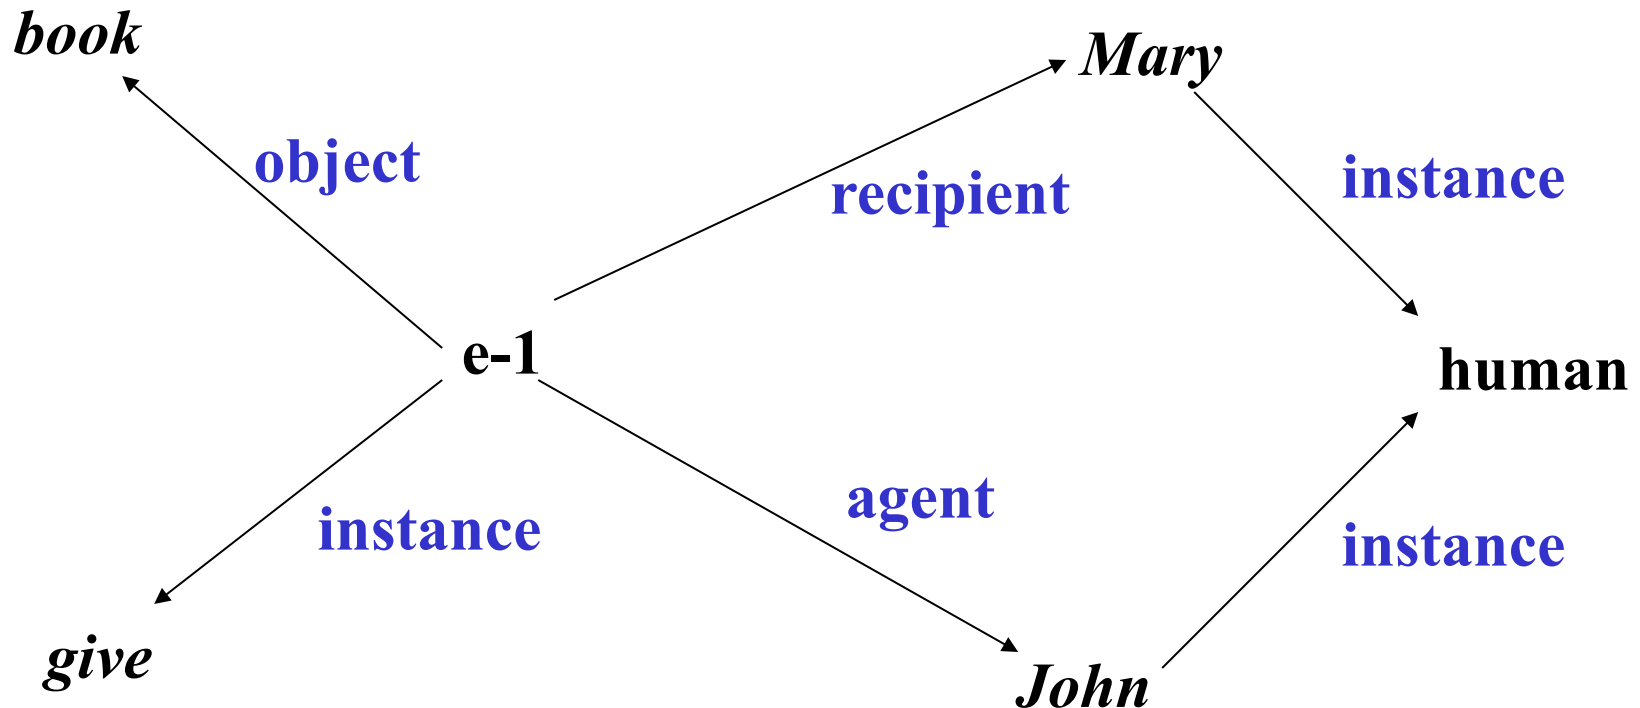 book
Mary
object
instance
recipient
e-1
human
agent
instance
instance
give
John